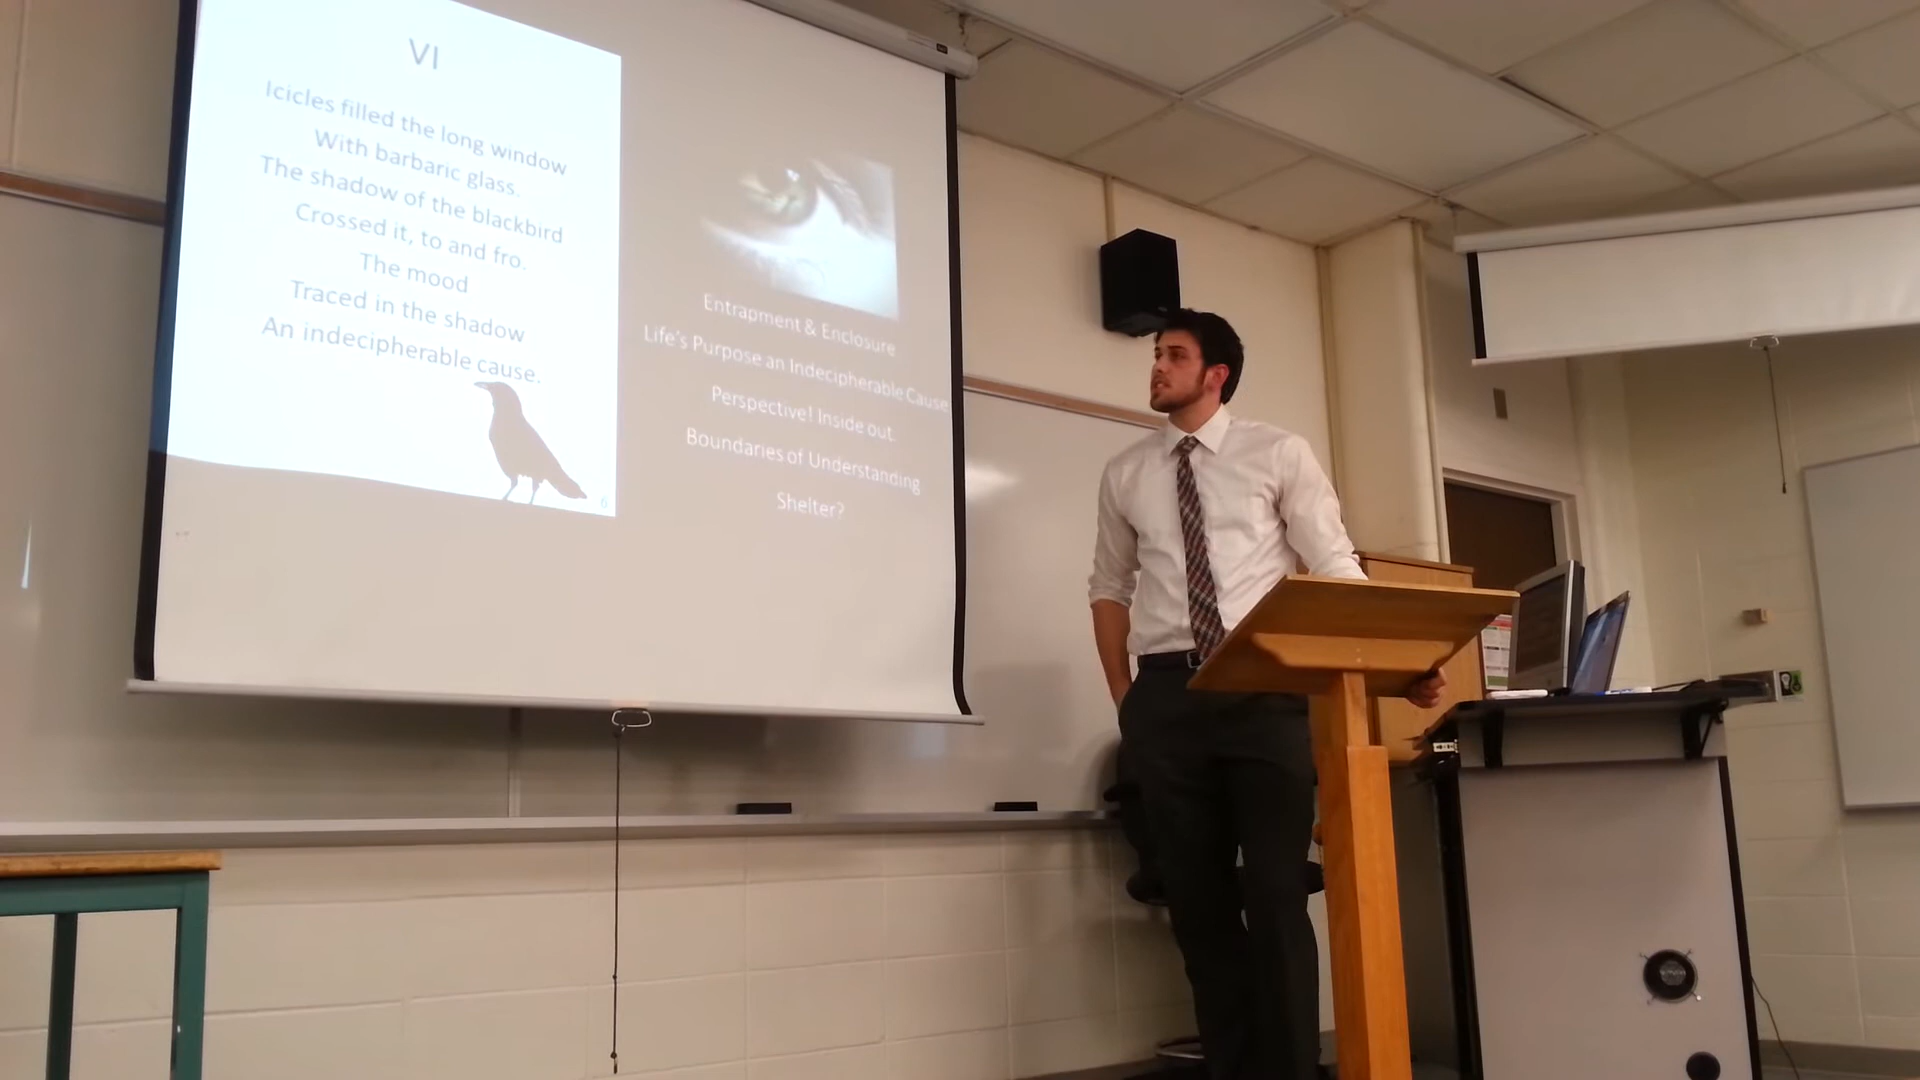 VI
Icicles filled the long window
With barbaric glass.
The shadow of the blackbird
Crossed it, to and fro.
The mood
Traced in the shadow
An indecipherable cause.
6
Entrapment & Enclosure
Life's Purpose an Indecipherable Cause
Perspective! Inside out.
Boundaries of Understanding
Shelter?